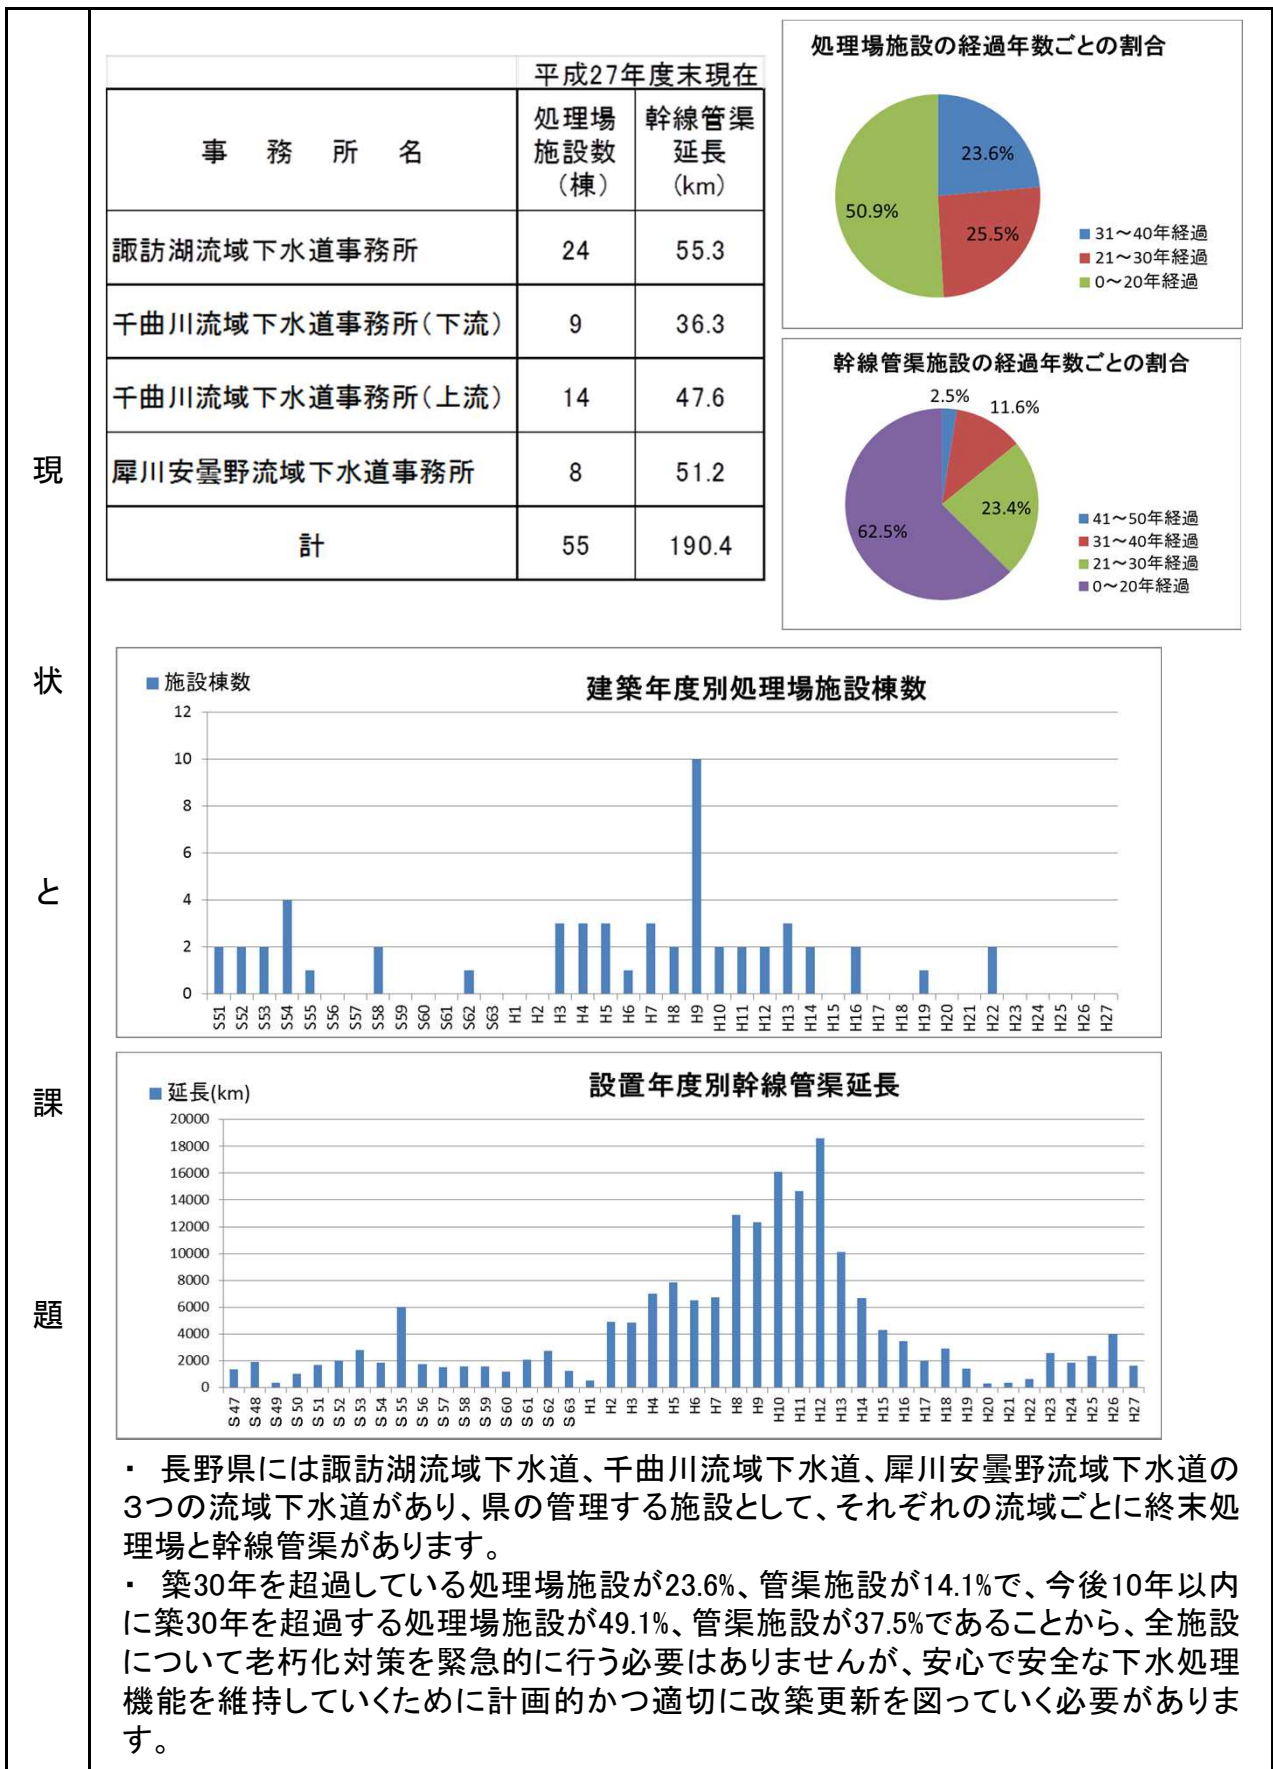 現
状
と
課
題
平成27年度末現在
事　務　所　名
処理場
施設数
（棟）
幹線管渠
延長
（km）
諏訪湖流域下水道事務所
24
55.3
千曲川流域下水道事務所（下流）
9
36.3
千曲川流域下水道事務所（上流）
14
47.6
犀川安曇野流域下水道事務所
8
51.2
計
55
190.4
処理場施設の経過年数ごとの割合
23.6%
25.5%
50.9%
31～40年経過
21～30年経過
0～20年経過
幹線管渠施設の経過年数ごとの割合
2.5%
11.6%
23.4%
62.5%
41～50年経過
31～40年経過
21～30年経過
0～20年経過
施設棟数
建築年度別処理場施設棟数
12
10
8
6
4
2
0
S51 S52 S53 S54 S55 S56 S57 S58 S59 S60 S61 S62 S63 H1 H2 H3 H4 H5 H6 H7 H8 H9 H10 H11 H12 H13 H14 H15 H16 H17 H18 H19 H20 H21 H22 H23 H24 H25 H26 H27
延長(km)
設置年度別幹線管渠延長
20000
18000
16000
14000
12000
10000
8000
6000
4000
2000
0
S47 S48 S49 S50 S51 S52 S53 S54 S55 S56 S57 S58 S59 S60 S61 S62 S63 H1 H2 H3 H4 H5 H6 H7 H8 H9 H10 H11 H12 H13 H14 H15 H16 H17 H18 H19 H20 H21 H22 H23 H24 H25 H26 H27
・　長野県には諏訪湖流域下水道、千曲川流域下水道、犀川安曇野流域下水道の
3つの流域下水道があり、県の管理する施設として、それぞれの流域ごとに終末処
理場と幹線管渠があります。
・　築30年を超過している処理場施設が23.6%、管渠施設が14.1%で、今後10年以内
に築30年を超過する処理場施設が49.1%、管渠施設が37.5%であることから、全施設
について老朽化対策を緊急的に行う必要はありませんが、安心で安全な下水処理
機能を維持していくために計画的かつ適切に改築更新を図っていく必要がありま
す。